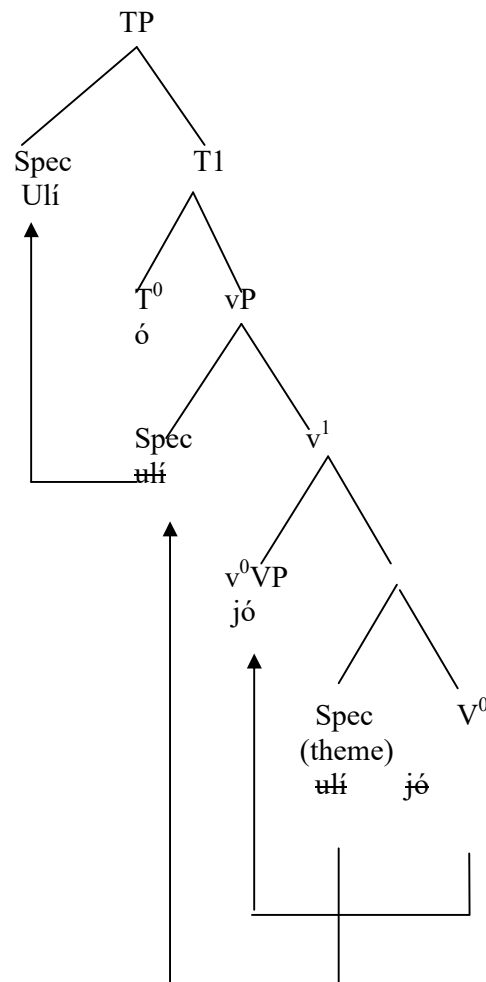 TP
Spec T1
Ulí
T⁰ vP
ó
Spec v¹
ulí
v⁰VP
jó
Spec V⁰
(theme)
ulí jó